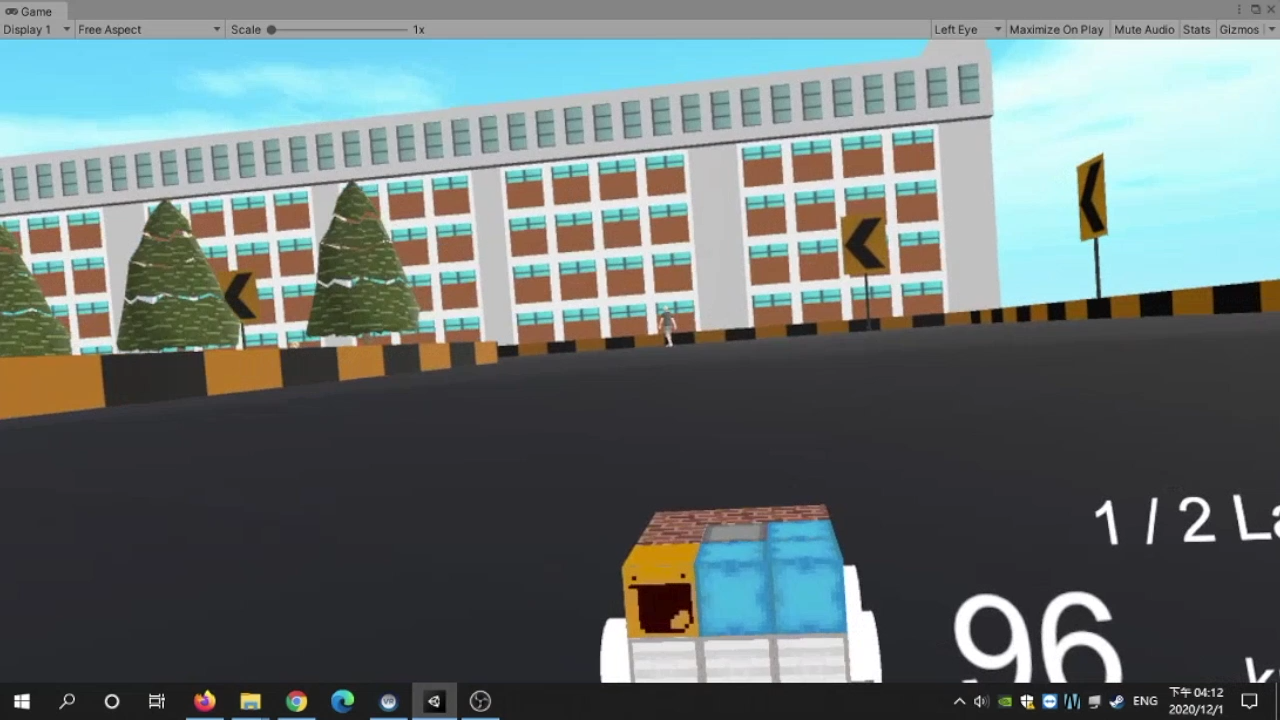 Game
Display 1 Free Aspect Scale 1x Left Eye Maximize On Play Mute Audio Stats Gizmos
1 / 2 La
96 k
ENG 下午 04:12
2020/12/1